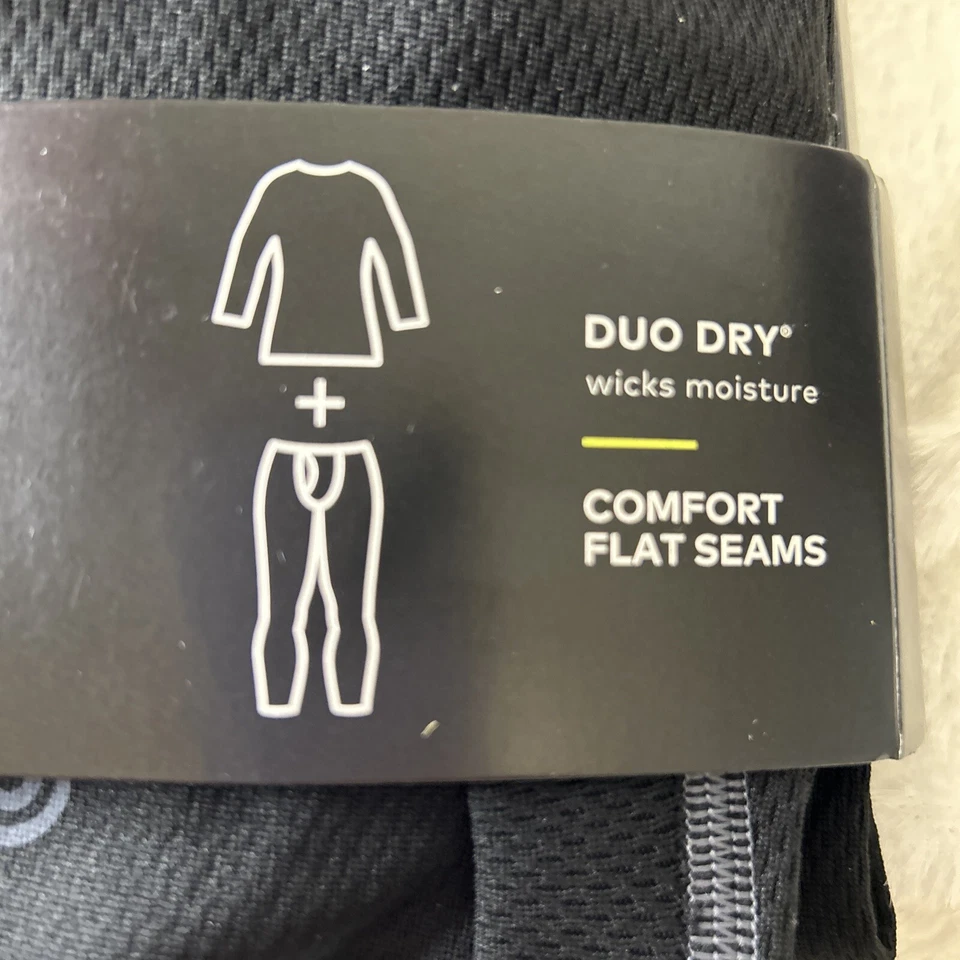 DUO DRY®
wicks moisture
COMFORT
FLAT SEAMS